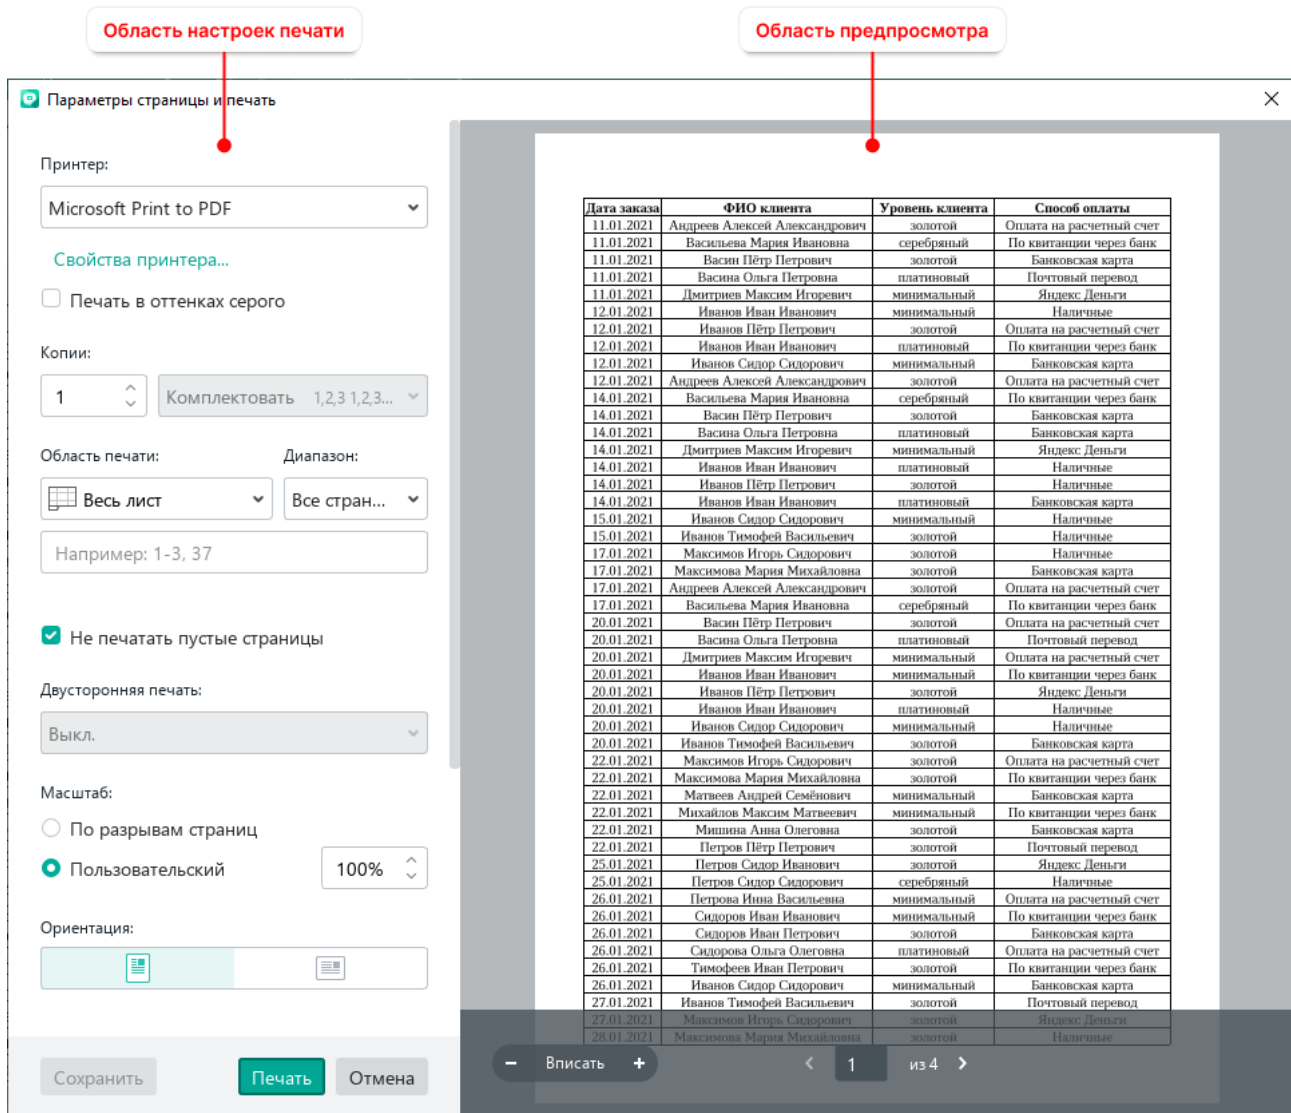 Область настроек печати
Область предпросмотра
Параметры страницы и печать
Принтер:
Microsoft Print to PDF
Свойства принтера...
Печать в оттенках серого
Копии:
1
Комплектовать 1,2,3 1,2,3...
Область печати: Диапазон:
Весь лист Все стран...
Например: 1-3, 37
Не печатать пустые страницы
Двусторонняя печать:
Выкл.
Масштаб:
По разрывам страниц
Пользовательский 100%
Ориентация:
Сохранить Печать Отмена
Дата заказа ФИО клиента Уровень клиента Способ оплаты
11.01.2021 Андреев Алексей Александрович золотой Оплата на расчетный счет
11.01.2021 Васильева Мария Ивановна серебряный По квитанции через банк
11.01.2021 Васин Пётр Петрович золотой Банковская карта
11.01.2021 Васина Ольга Петровна платиновый Почтовый перевод
11.01.2021 Дмитриев Максим Игоревич минимальный Яндекс Деньги
12.01.2021 Иванов Иван Иванович минимальный Наличные
12.01.2021 Иванов Пётр Петрович золотой Оплата на расчетный счет
12.01.2021 Иванов Иван Иванович платиновый По квитанции через банк
12.01.2021 Иванов Сидор Сидорович минимальный Банковская карта
12.01.2021 Андреев Алексей Александрович золотой Оплата на расчетный счет
14.01.2021 Васильева Мария Ивановна серебряный По квитанции через банк
14.01.2021 Васин Пётр Петрович золотой Банковская карта
14.01.2021 Васина Ольга Петровна платиновый Банковская карта
14.01.2021 Дмитриев Максим Игоревич минимальный Яндекс Деньги
14.01.2021 Иванов Иван Иванович платиновый Наличные
14.01.2021 Иванов Пётр Петрович золотой Наличные
14.01.2021 Иванов Иван Иванович платиновый Банковская карта
15.01.2021 Иванов Сидор Сидорович минимальный Наличные
15.01.2021 Иванов Тимофей Васильевич золотой Наличные
17.01.2021 Максимов Игорь Сидорович золотой Наличные
17.01.2021 Максимова Мария Михайловна золотой Банковская карта
17.01.2021 Андреев Алексей Александрович золотой Оплата на расчетный счет
17.01.2021 Васильева Мария Ивановна серебряный По квитанции через банк
20.01.2021 Васин Пётр Петрович золотой Оплата на расчетный счет
20.01.2021 Васина Ольга Петровна платиновый Почтовый перевод
20.01.2021 Дмитриев Максим Игоревич минимальный Оплата на расчетный счет
20.01.2021 Иванов Иван Иванович минимальный По квитанции через банк
20.01.2021 Иванов Пётр Петрович золотой Яндекс Деньги
20.01.2021 Иванов Иван Иванович платиновый Наличные
20.01.2021 Иванов Сидор Сидорович минимальный Наличные
20.01.2021 Иванов Тимофей Васильевич золотой Банковская карта
22.01.2021 Максимов Игорь Сидорович золотой Оплата на расчетный счет
22.01.2021 Максимова Мария Михайловна золотой По квитанции через банк
22.01.2021 Матвеев Андрей Семёнович минимальный Банковская карта
22.01.2021 Михайлов Максим Матвеевич минимальный По квитанции через банк
22.01.2021 Мишина Анна Олеговна золотой Банковская карта
22.01.2021 Петров Пётр Петрович золотой Почтовый перевод
25.01.2021 Петров Сидор Иванович золотой Яндекс Деньги
25.01.2021 Петров Сидор Сидорович серебряный Наличные
26.01.2021 Петрова Инна Васильевна минимальный Оплата на расчетный счет
26.01.2021 Сидоров Иван Иванович минимальный По квитанции через банк
26.01.2021 Сидоров Иван Петрович золотой Банковская карта
26.01.2021 Сидорова Ольга Олеговна платиновый Оплата на расчетный счет
26.01.2021 Тимофеев Иван Петрович золотой По квитанции через банк
26.01.2021 Иванов Сидор Сидорович минимальный Банковская карта
27.01.2021 Иванов Тимофей Васильевич золотой Почтовый перевод
27.01.2021 Максимов Игорь Сидорович золотой Яндекс Деньги
28.01.2021 Максимова Мария Михайловна золотой Наличные
− Вписать + 1 из 4